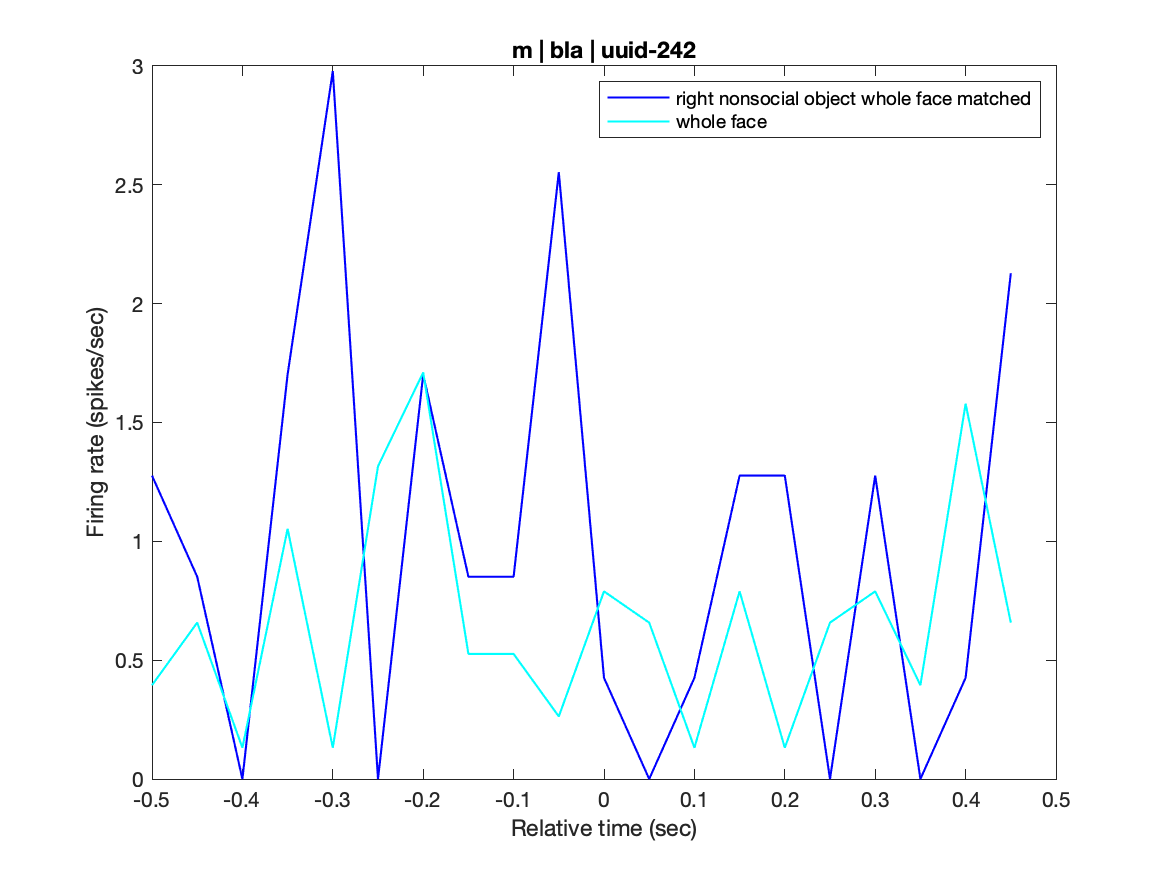 m | bla | uuid-242
right nonsocial object whole face matched
whole face
Firing rate (spikes/sec)
3
2.5
2
1.5
1
0.5
0
-0.5 -0.4 -0.3 -0.2 -0.1 0 0.1 0.2 0.3 0.4 0.5
Relative time (sec)